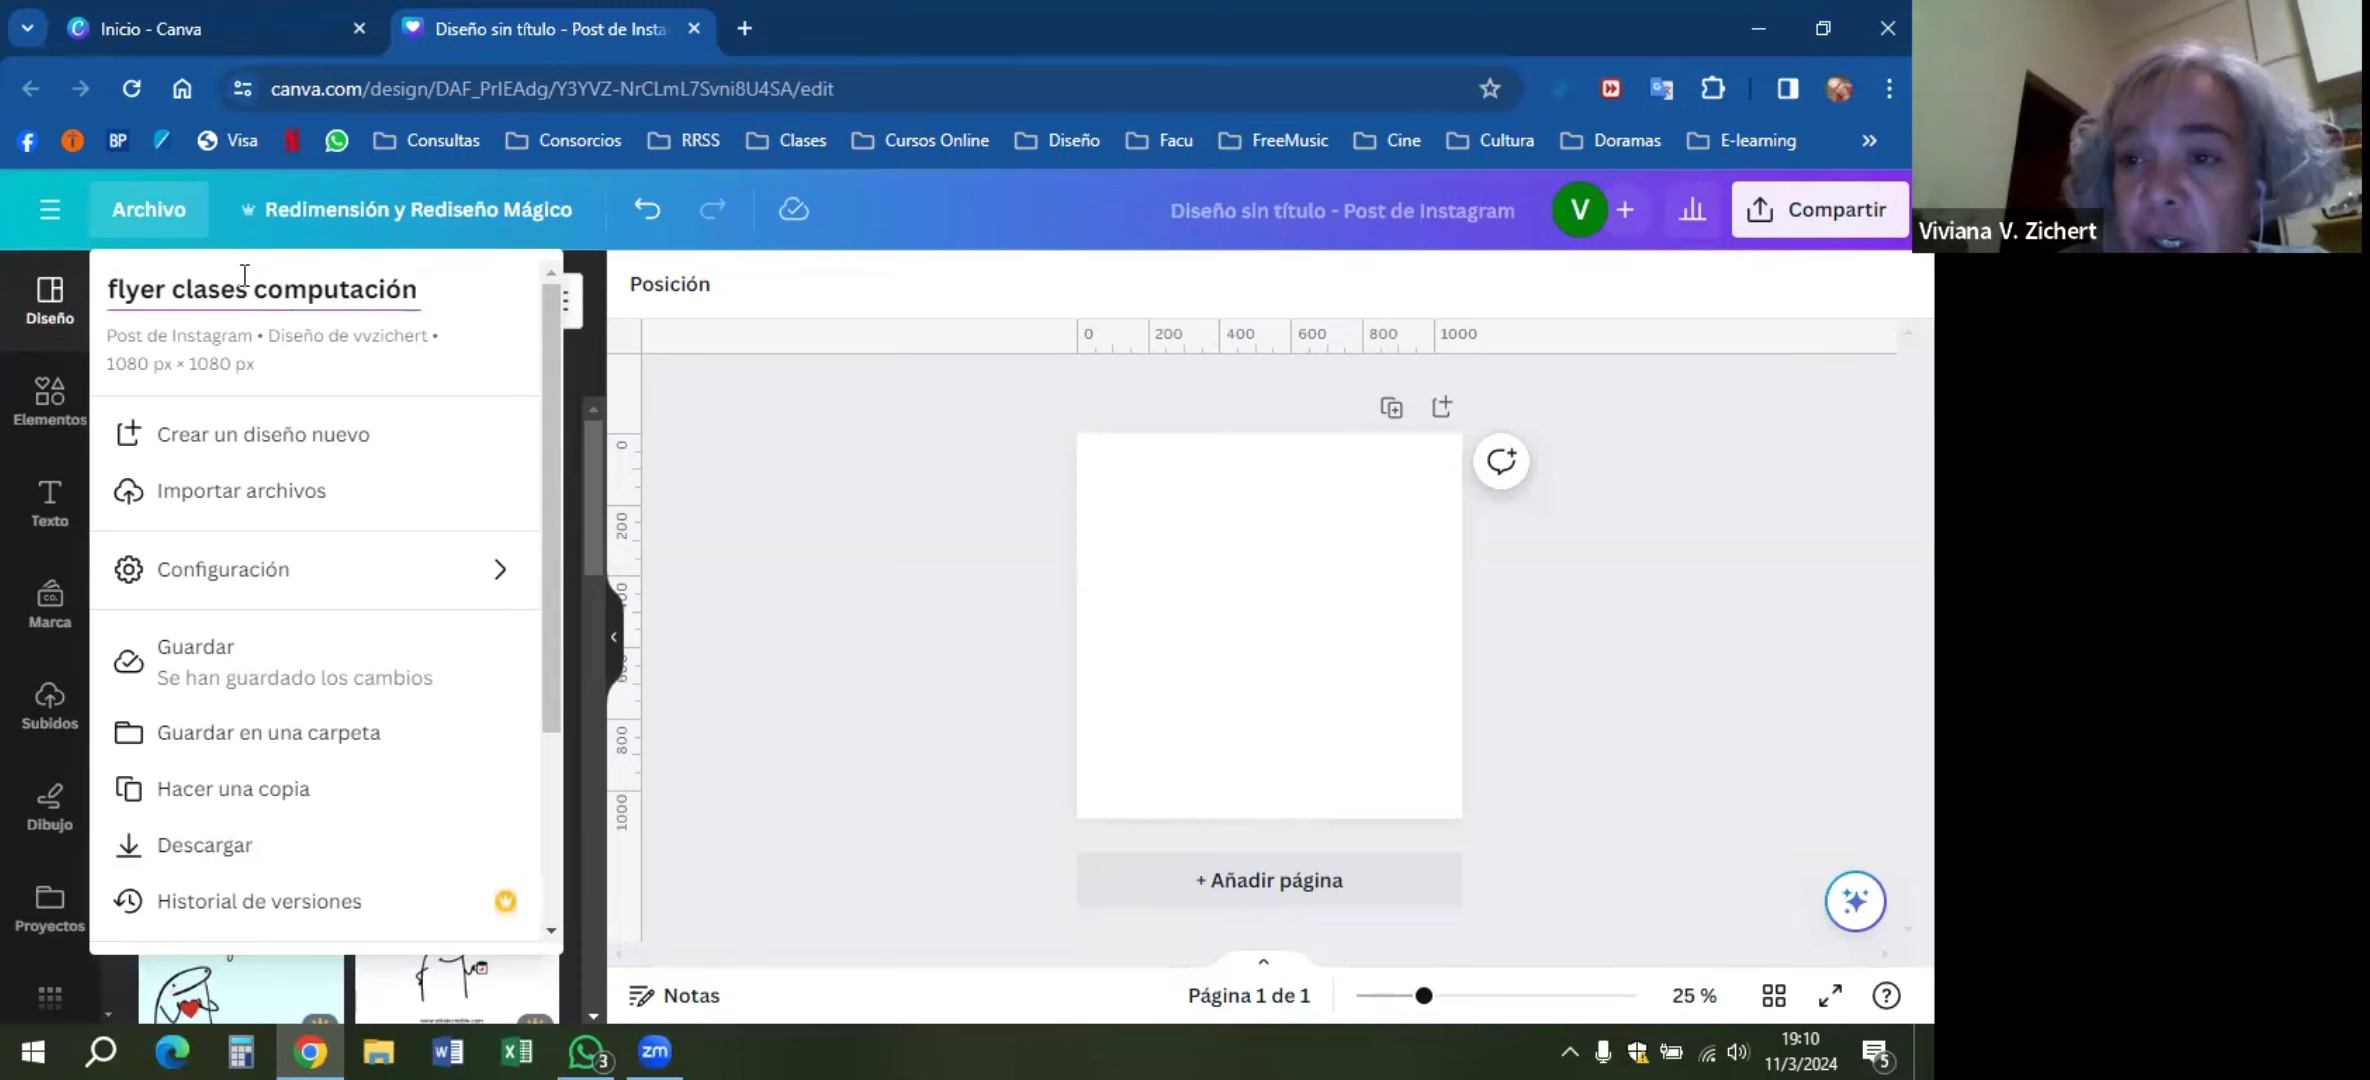 Inicio - Canva
Diseño sin título - Post de Insta
canva.com/design/DAF_PrIEAdg/Y3YVZ-NrCLmL7Svni8U4SA/edit
BP
Visa
Consultas
Consorcios
RRSS
Clases
Cursos Online
Diseño
Facu
FreeMusic
Cine
Cultura
Doramas
E-learning
Archivo
Redimensión y Rediseño Mágico
Diseño sin título - Post de Instagram
V
Compartir
Viviana V. Zichert
flyer clases computación
Post de Instagram • Diseño de vvzichert •
1080 px × 1080 px
Crear un diseño nuevo
Importar archivos
Configuración
Guardar
Se han guardado los cambios
Guardar en una carpeta
Hacer una copia
Descargar
Historial de versiones
Diseño
Elementos
Texto
CO.
Marca
Subidos
Dibujo
Proyectos
Posición
0 200 400 600 800 1000
0
200
800
1000
+ Añadir página
Notas
Página 1 de 1
25 %
zm
3
19:10
11/3/2024
5